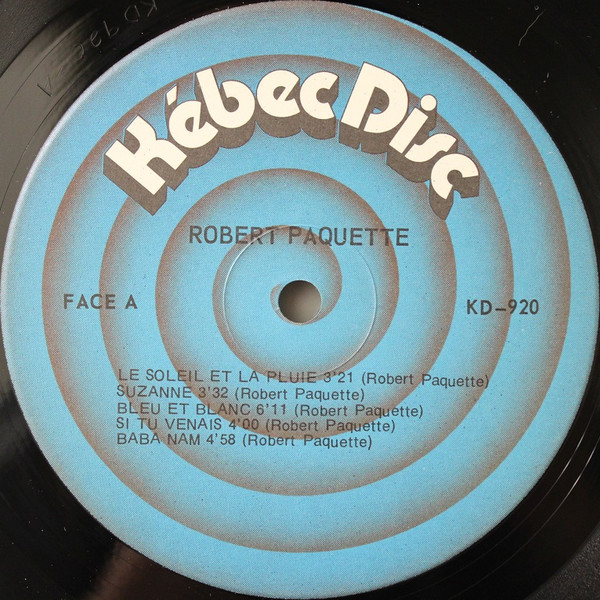 Kébec Disc
ROBERT PAQUETTE
FACE A
KD-920
LE SOLEIL ET LA PLUIE 3'21 (Robert Paquette)
SUZANNE 3'32 (Robert Paquette)
BLEU ET BLANC 6'11 (Robert Paquette)
SI TU VENAIS 4'00 (Robert Paquette)
BABA NAM 4'58 (Robert Paquette)